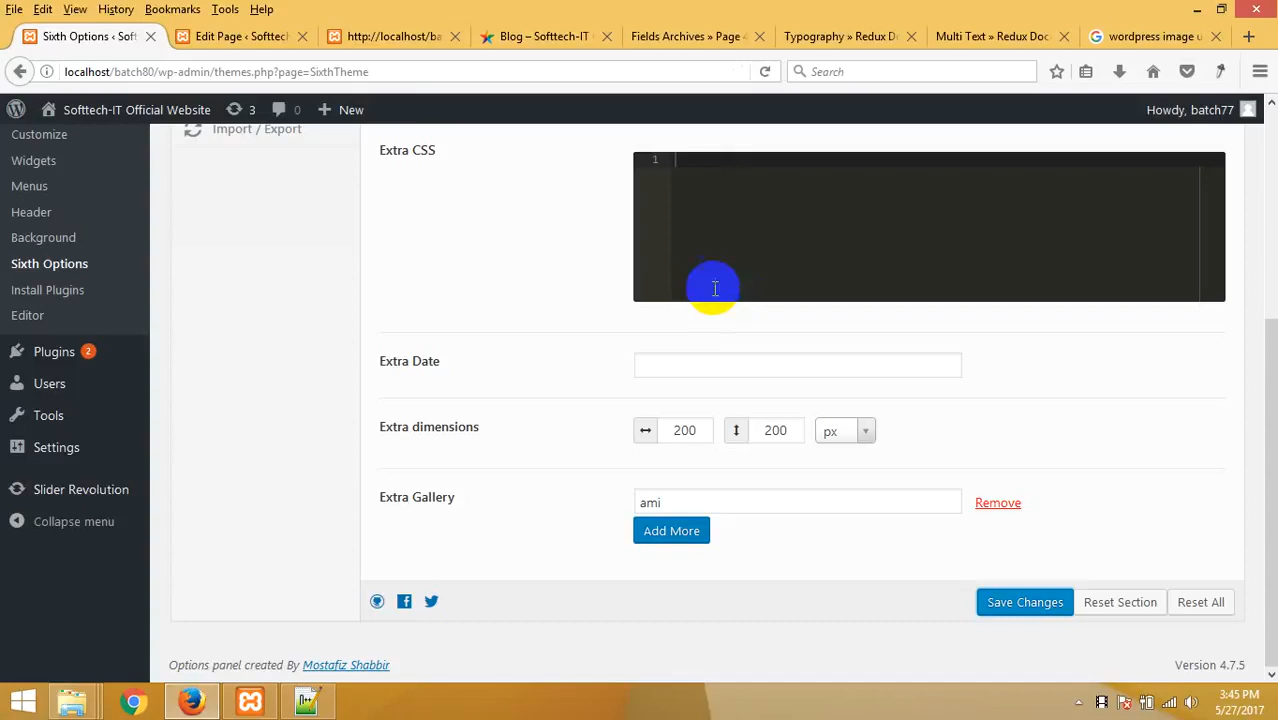 File Edit View History Bookmarks Tools Help
Sixth Options ‹ Soft
Edit Page ‹ Softtech
http://localhost/ba
Blog – Softtech-IT
Fields Archives » Page 4
Typography » Redux Do
Multi Text » Redux Doc
wordpress image u
localhost/batch80/wp-admin/themes.php?page=SixthTheme
Search
Softtech-IT Official Website
3
0
New
Howdy, batch77
Customize
Widgets
Menus
Header
Background
Sixth Options
Install Plugins
Editor
Plugins 2
Users
Tools
Settings
Slider Revolution
Collapse menu
Import / Export
Extra CSS
1
Extra Date
Extra dimensions
200
200
px
Extra Gallery
ami
Remove
Add More
Save Changes
Reset Section
Reset All
Options panel created By Mostafiz Shabbir
Version 4.7.5
3:45 PM
5/27/2017